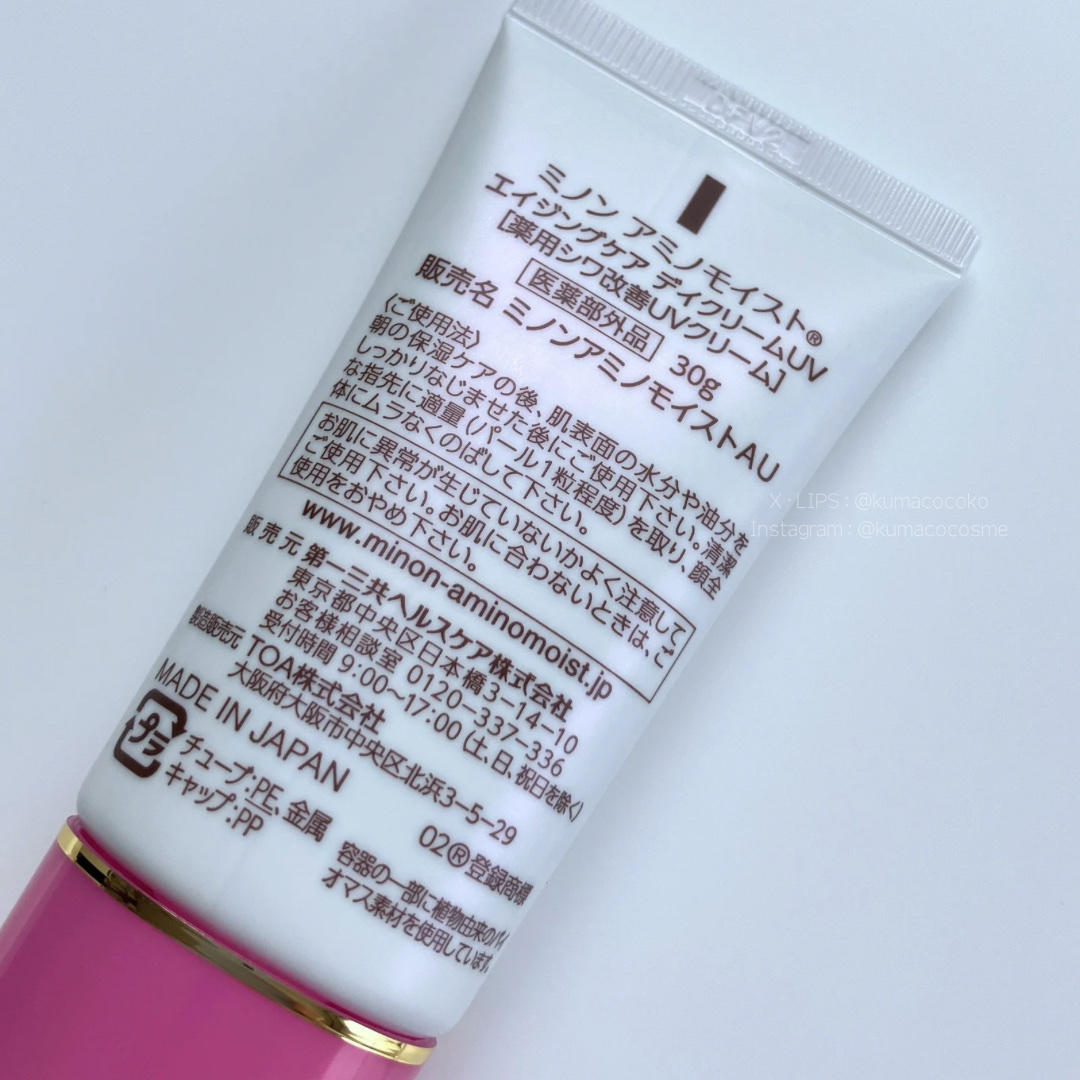 ミノン アミノモイスト®
エイジングケア デイクリームUV
[薬用シワ改善UVクリーム]
医薬部外品 30g
販売名 ミノンアミノモイストAU
〈ご使用法〉
朝の保湿ケアの後、肌表面の水分や油分を
しっかりなじませた後にご使用下さい。清潔
な指先に適量(パール1粒程度)を取り、顔全
体にムラなくのばして下さい。
お肌に異常が生じていないかよく注意して
ご使用下さい。お肌に合わないときは、ご
使用をおやめ下さい。
www.minon-aminomoist.jp
販売元 第一三共ヘルスケア株式会社
東京都中央区日本橋3-14-10
お客様相談室 0120-337-336
受付時間 9:00~17:00(土、日、祝日を除く)
製造販売元 TOA株式会社
大阪府大阪市中央区北浜3-5-29
MADE IN JAPAN
プラ
チューブ:PE、金属
キャップ:PP
02®登録商標
容器の一部に植物由来のバイ
オマス素材を使用しています。
X・LIPS : @kumacocoko
Instagram : @kumacocosme